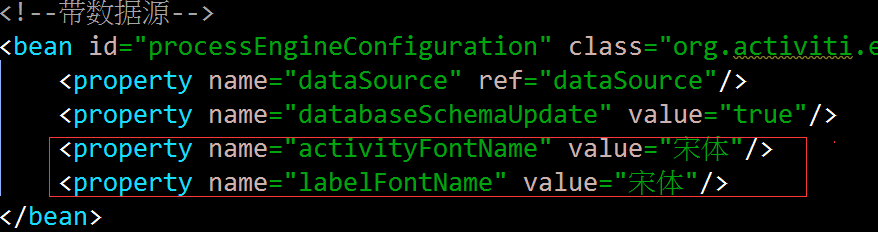 <!--带数据源-->
<bean id="processEngineConfiguration" class="org.activiti.e
<property name="dataSource" ref="dataSource"/>
<property name="databaseSchemaUpdate" value="true"/>
<property name="activityFontName" value="宋体"/>
<property name="labelFontName" value="宋体"/>
</bean>